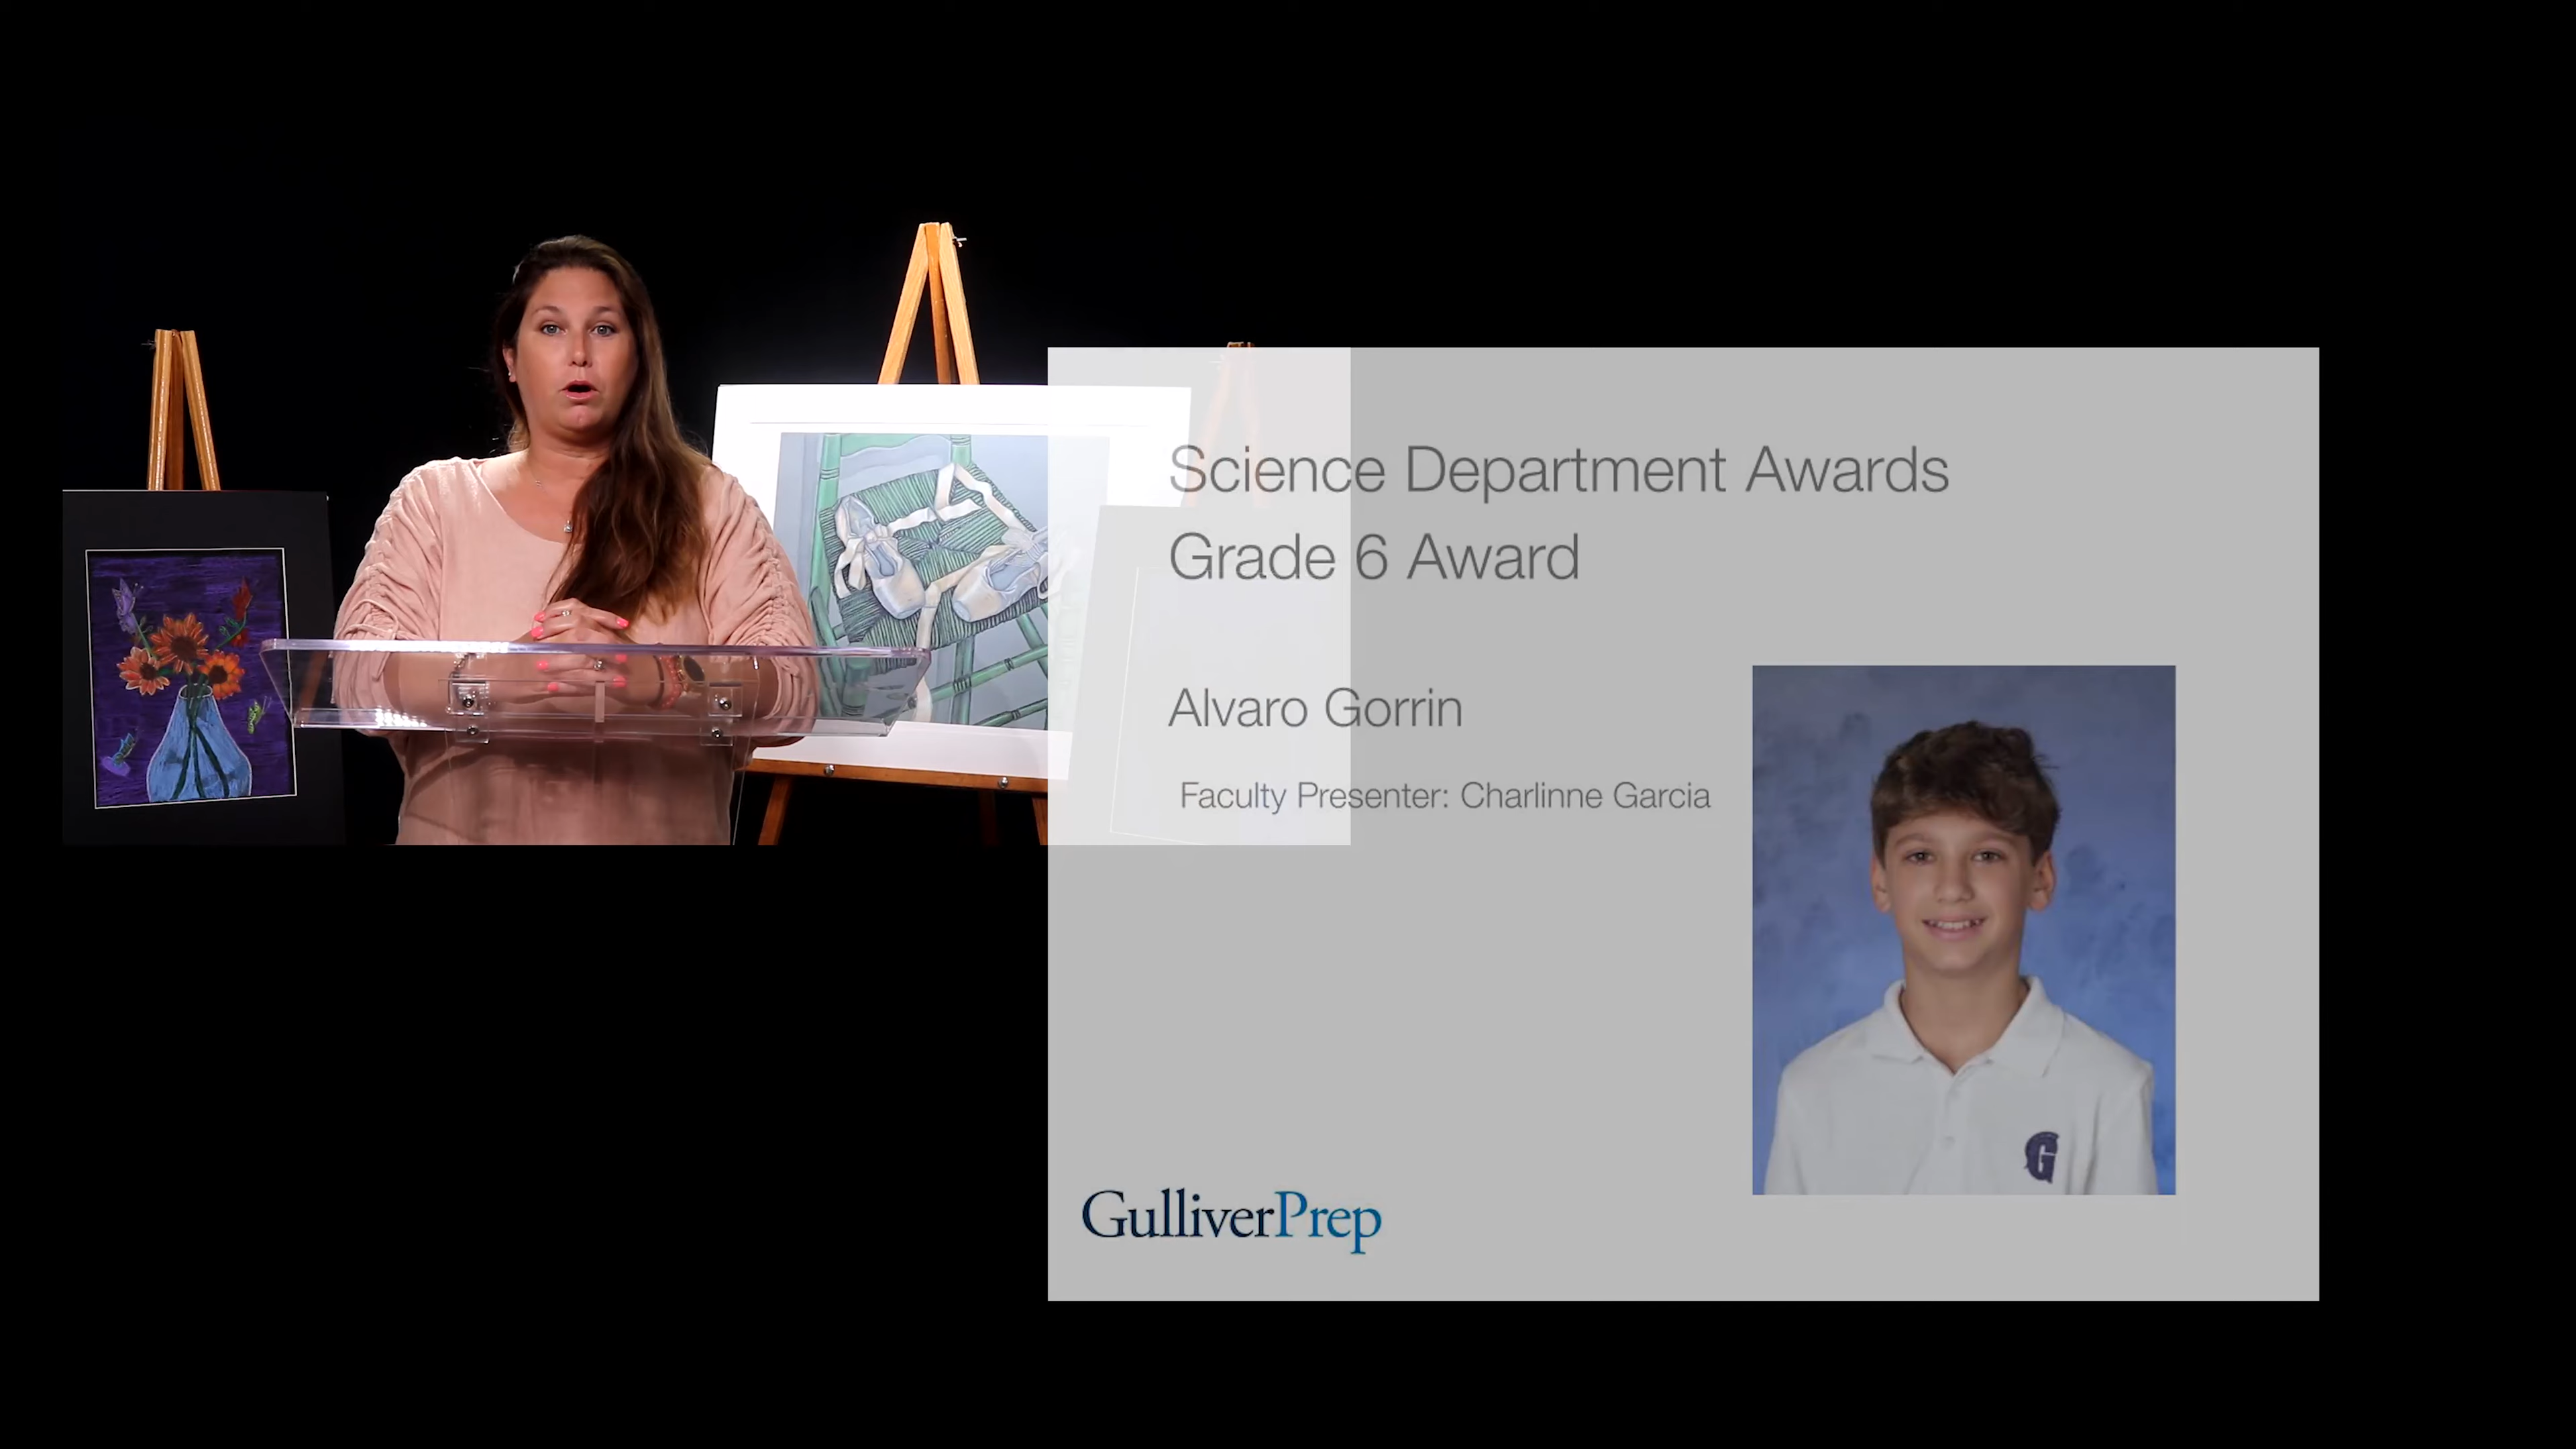 Science Department Awards
Grade 6 Award
Alvaro Gorrin
Faculty Presenter: Charlinne Garcia
G
GulliverPrep